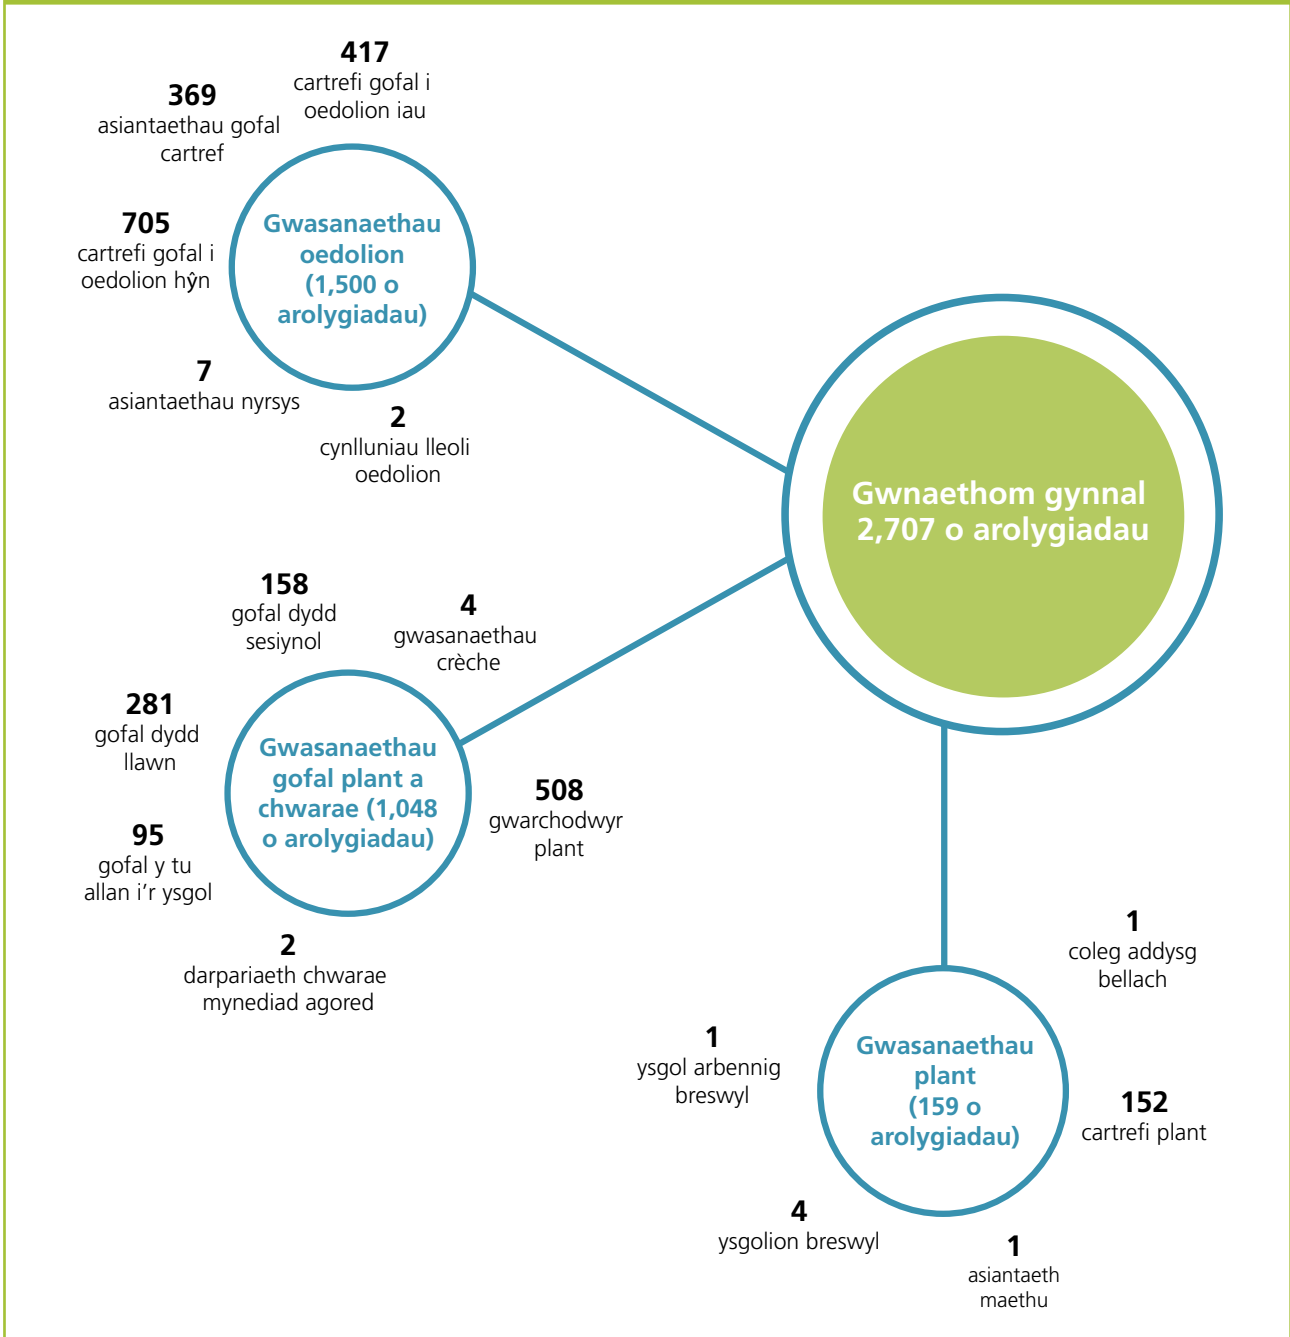 417
cartrefi gofal i
oedolion iau
369
asiantaethau gofal
cartref
705
cartrefi gofal i
oedolion hŷn
Gwasanaethau
oedolion
(1,500 o
arolygiadau)
7
asiantaethau nyrsys
2
cynlluniau lleoli
oedolion
Gwnaethom gynnal
2,707 o arolygiadau
158
gofal dydd
sesiynol
4
gwasanaethau
crèche
281
gofal dydd
llawn
Gwasanaethau
gofal plant a
chwarae (1,048
o arolygiadau)
508
gwarchodwyr
plant
95
gofal y tu
allan i'r ysgol
2
darpariaeth chwarae
mynediad agored
1
coleg addysg
bellach
1
ysgol arbennig
breswyl
Gwasanaethau
plant
(159 o
arolygiadau)
152
cartrefi plant
4
ysgolion breswyl
1
asiantaeth
maethu